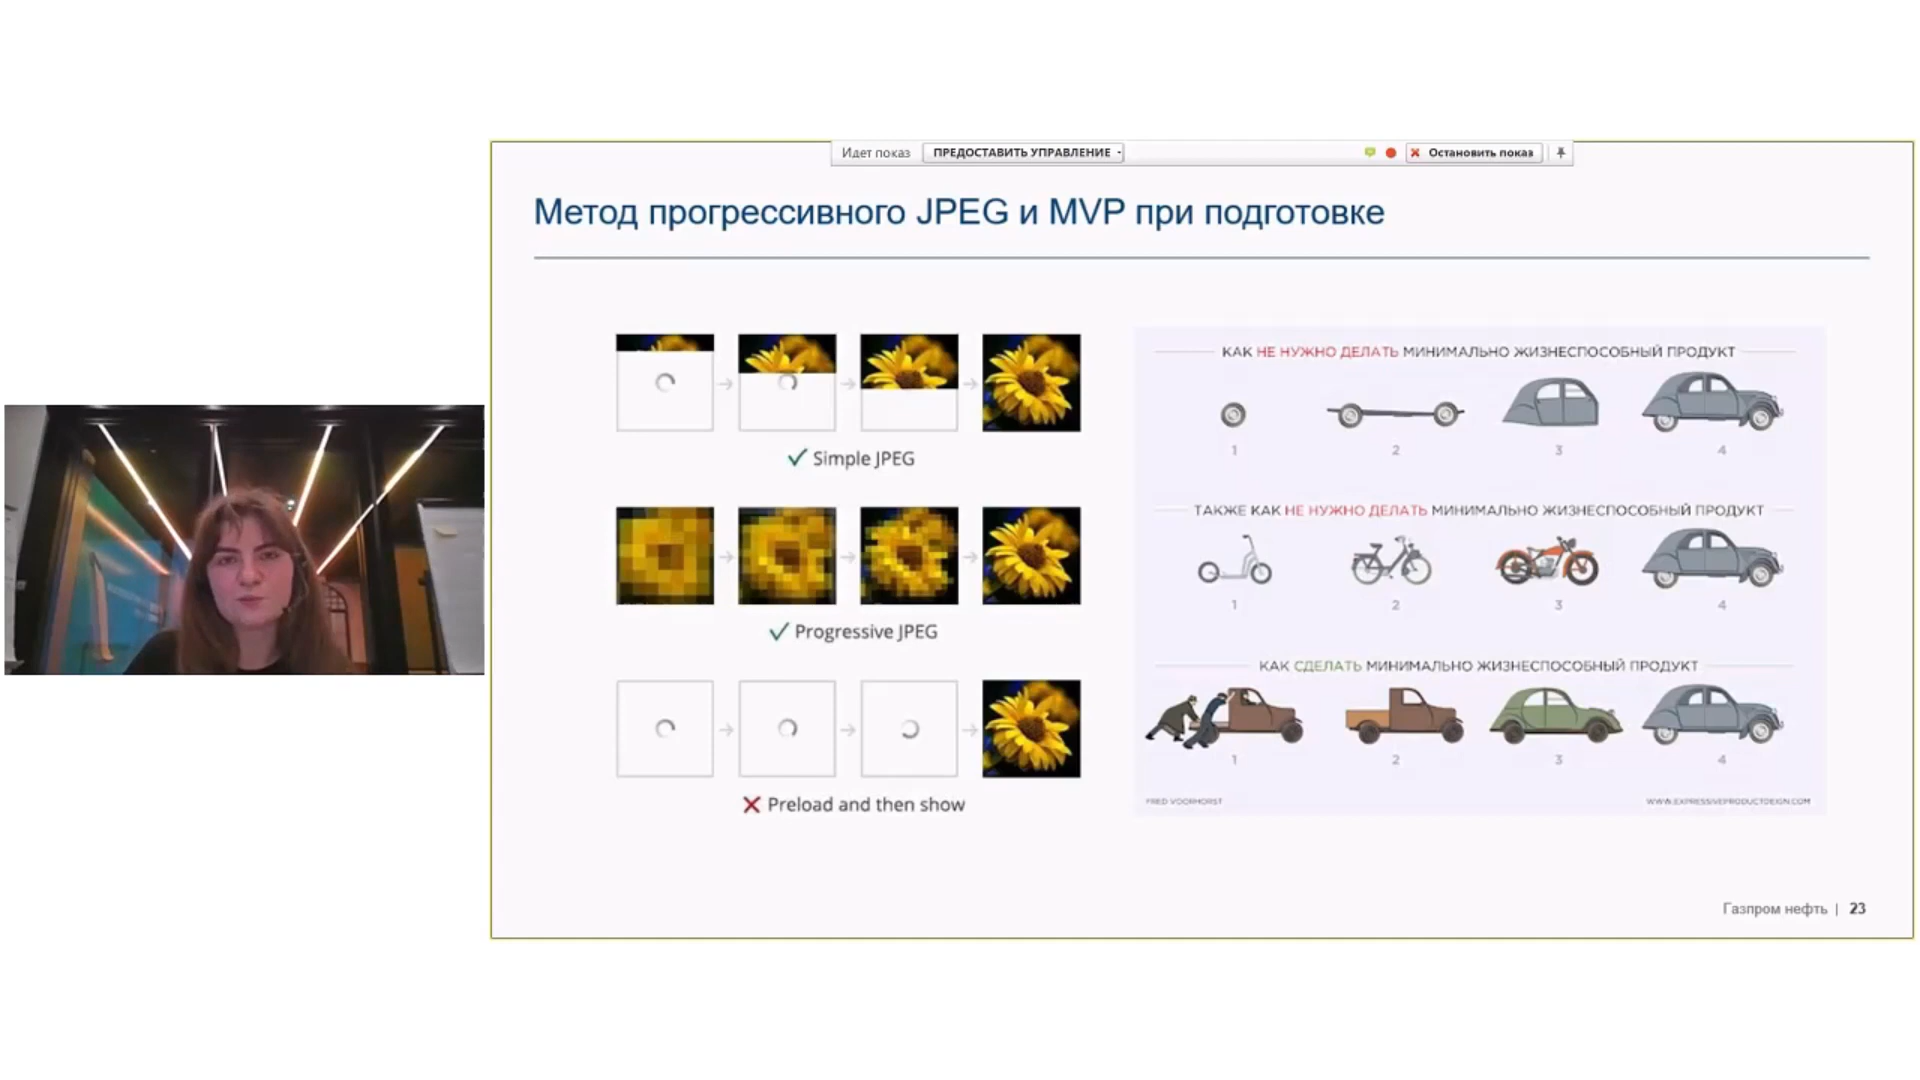 Идет показ
ПРЕДОСТАВИТЬ УПРАВЛЕНИЕ
Остановить показ
Метод прогрессивного JPEG и MVP при подготовке
Simple JPEG
Progressive JPEG
Preload and then show
КАК НЕ НУЖНО ДЕЛАТЬ МИНИМАЛЬНО ЖИЗНЕСПОСОБНЫЙ ПРОДУКТ
1 2 3 4
ТАКЖЕ КАК НЕ НУЖНО ДЕЛАТЬ МИНИМАЛЬНО ЖИЗНЕСПОСОБНЫЙ ПРОДУКТ
1 2 3 4
КАК СДЕЛАТЬ МИНИМАЛЬНО ЖИЗНЕСПОСОБНЫЙ ПРОДУКТ
1 2 3 4
FRED VOORHORST
Газпром нефть | 23